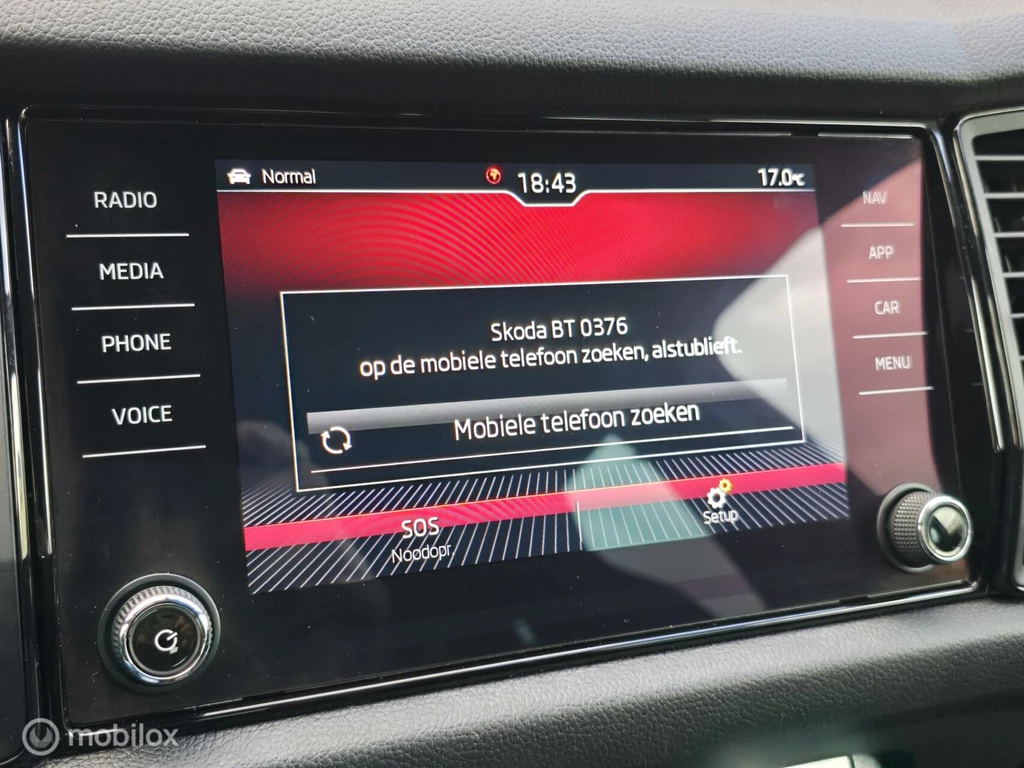 Normal
18:43
17.0°C
RADIO
MEDIA
PHONE
VOICE
Skoda BT 0376
op de mobiele telefoon zoeken, alstublieft.
Mobiele telefoon zoeken
SOS
Noodopr
Setup
NAV
APP
CAR
MENU
mobilox